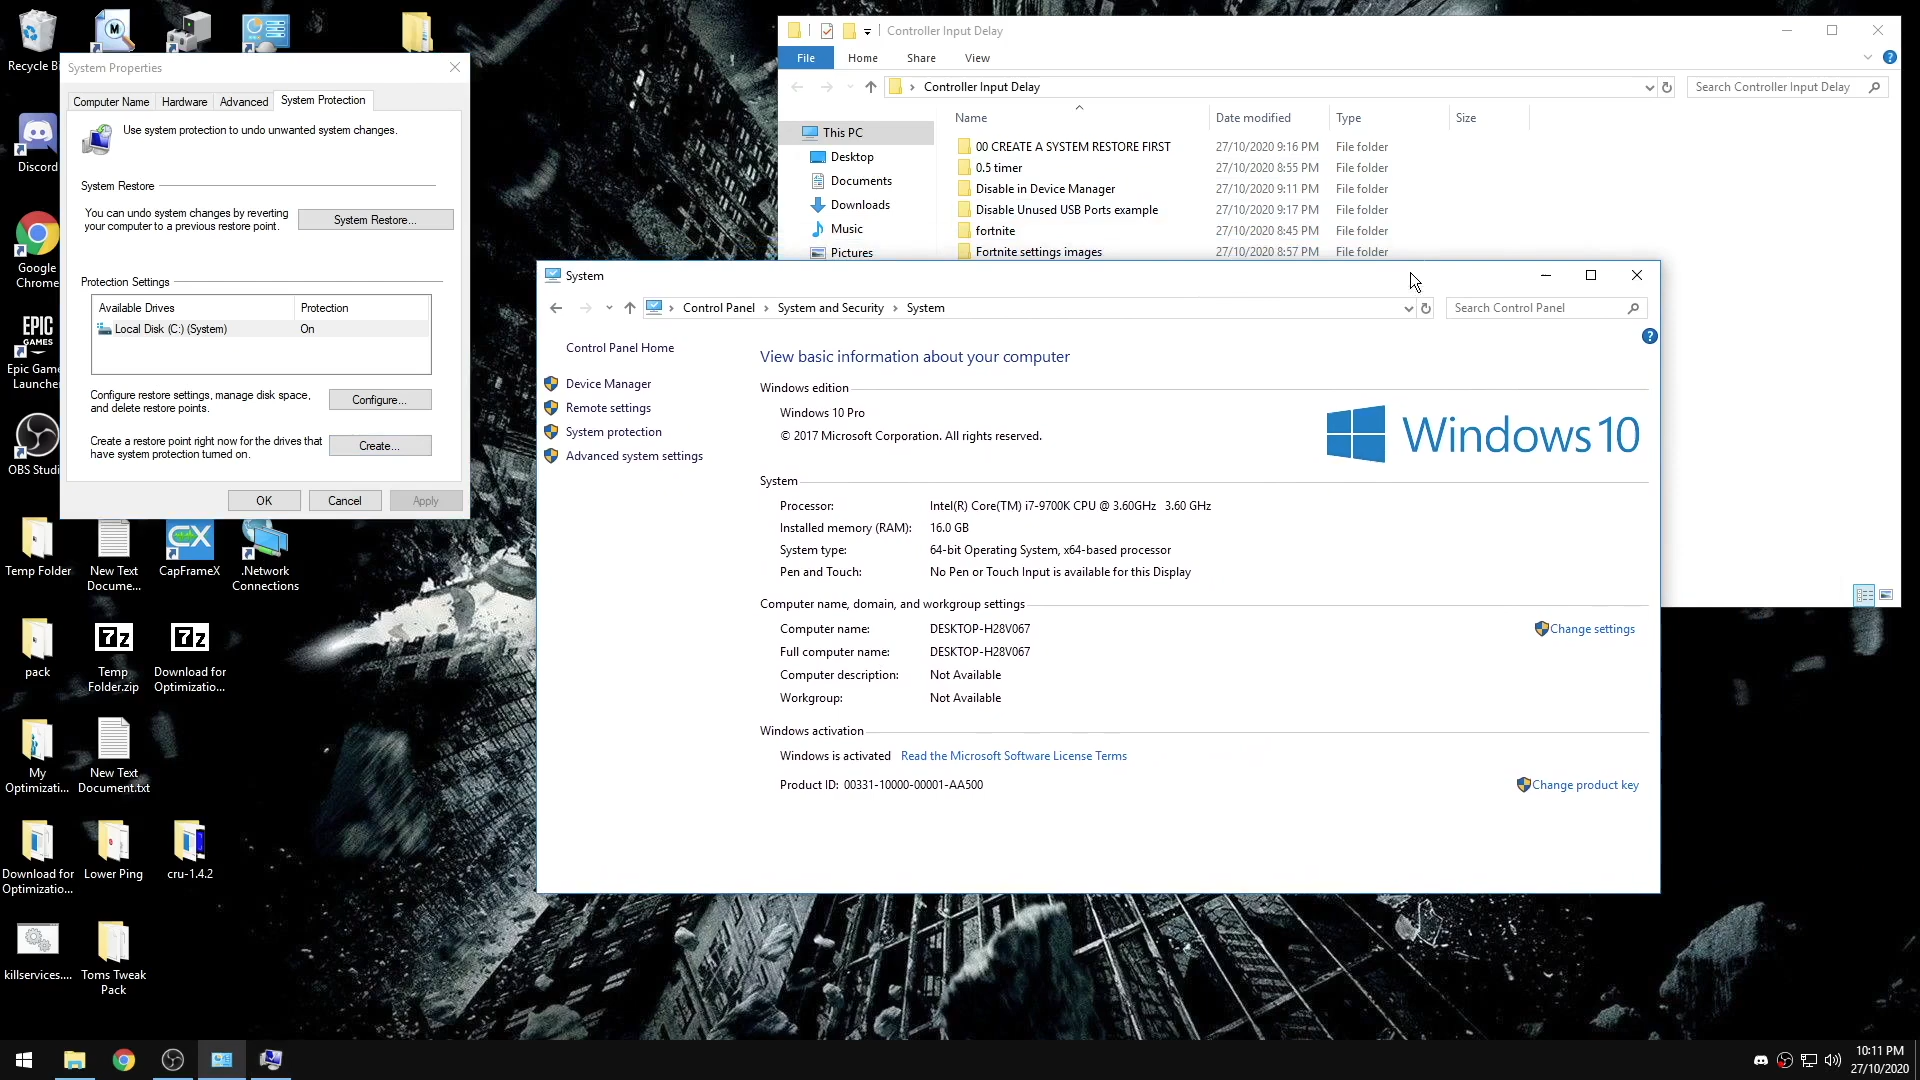 Recycle Bi
Discord
Google
Chrome
EPIC
GAMES
Epic Game
Launche
OBS Studi
System Properties
Computer Name
Hardware
Advanced
System Protection
Use system protection to undo unwanted system changes.
System Restore
You can undo system changes by reverting
your computer to a previous restore point.
System Restore...
Protection Settings
Available Drives
Protection
Local Disk (C:) (System)
On
Configure restore settings, manage disk space,
and delete restore points.
Configure...
Create a restore point right now for the drives that
have system protection turned on.
Create...
OK
Cancel
Apply
Controller Input Delay
File
Home
Share
View
Controller Input Delay
Search Controller Input Delay
This PC
Desktop
Documents
Downloads
Music
Pictures
Name
Date modified
Type
Size
00 CREATE A SYSTEM RESTORE FIRST 27/10/2020 9:16 PM File folder
0.5 timer 27/10/2020 8:55 PM File folder
Disable in Device Manager 27/10/2020 9:11 PM File folder
Disable Unused USB Ports example 27/10/2020 9:17 PM File folder
fortnite 27/10/2020 8:45 PM File folder
Fortnite settings images 27/10/2020 8:57 PM File folder
System
Control Panel
System and Security
System
Search Control Panel
Control Panel Home
Device Manager
Remote settings
System protection
Advanced system settings
View basic information about your computer
Windows edition
Windows 10 Pro
© 2017 Microsoft Corporation. All rights reserved.
Windows 10
System
Processor: Intel(R) Core(TM) i7-9700K CPU @ 3.60GHz 3.60 GHz
Installed memory (RAM): 16.0 GB
System type: 64-bit Operating System, x64-based processor
Pen and Touch: No Pen or Touch Input is available for this Display
Computer name, domain, and workgroup settings
Computer name: DESKTOP-H28V067
Change settings
Full computer name: DESKTOP-H28V067
Computer description: Not Available
Workgroup: Not Available
Windows activation
Windows is activated Read the Microsoft Software License Terms
Product ID: 00331-10000-00001-AA500
Change product key
Temp Folder
New Text
Docume...
CX
CapFrameX
.Network
Connections
pack
7z
Temp
Folder.zip
7z
Download for
Optimizatio...
My
Optimizati...
New Text
Document.txt
Download for
Optimizatio...
Lower Ping
cru-1.4.2
killservices....
Toms Tweak
Pack
10:11 PM
27/10/2020